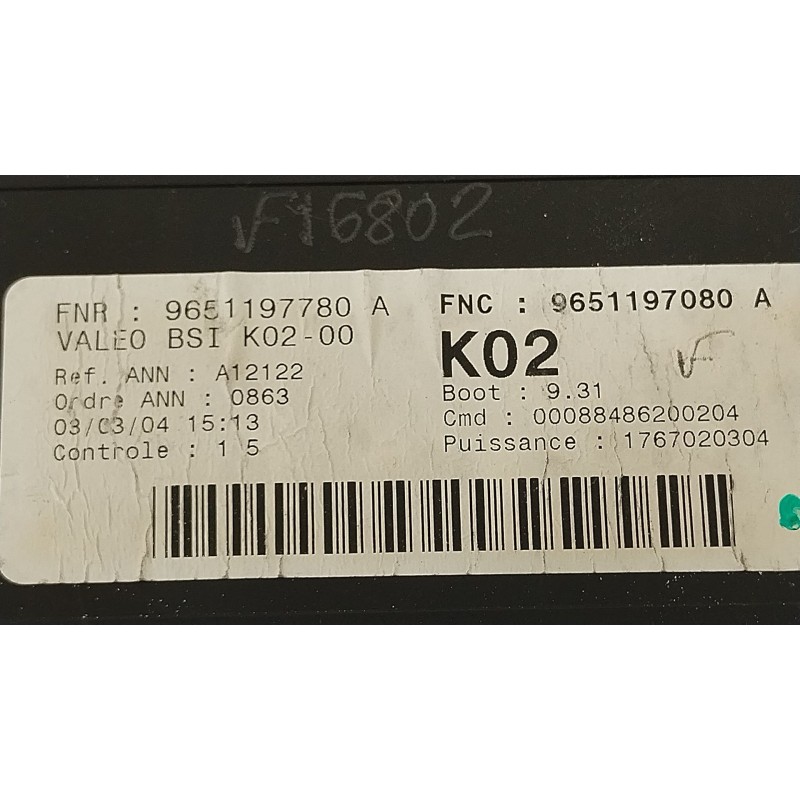 VF16802
FNR : 9651197780 A
VALEO BSI K02-00
Ref. ANN : A12122
Ordre ANN : 0863
03/03/04 15:13
Controle : 1 5
FNC : 9651197080 A
K02
Boot : 9.31
Cmd : 00088486200204
Puissance : 1767020304